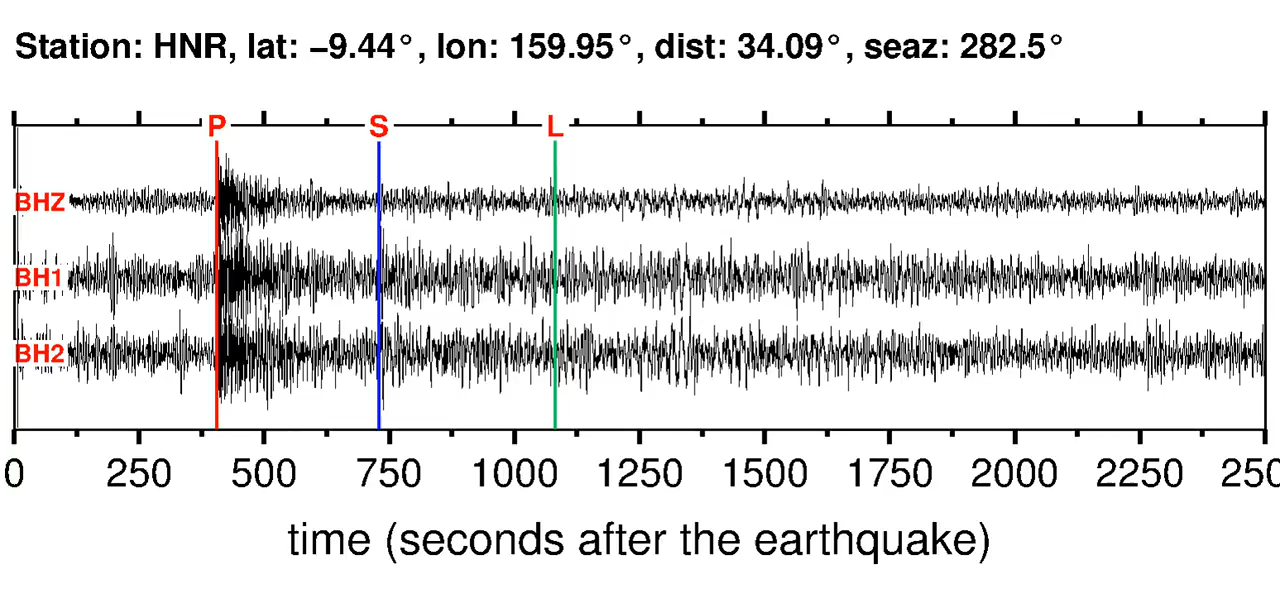 Station: HNR, lat: −9.44°, lon: 159.95°, dist: 34.09°, seaz: 282.5°
P S L
BHZ
BH1
BH2
0 250 500 750 1000 1250 1500 1750 2000 2250 250
time (seconds after the earthquake)